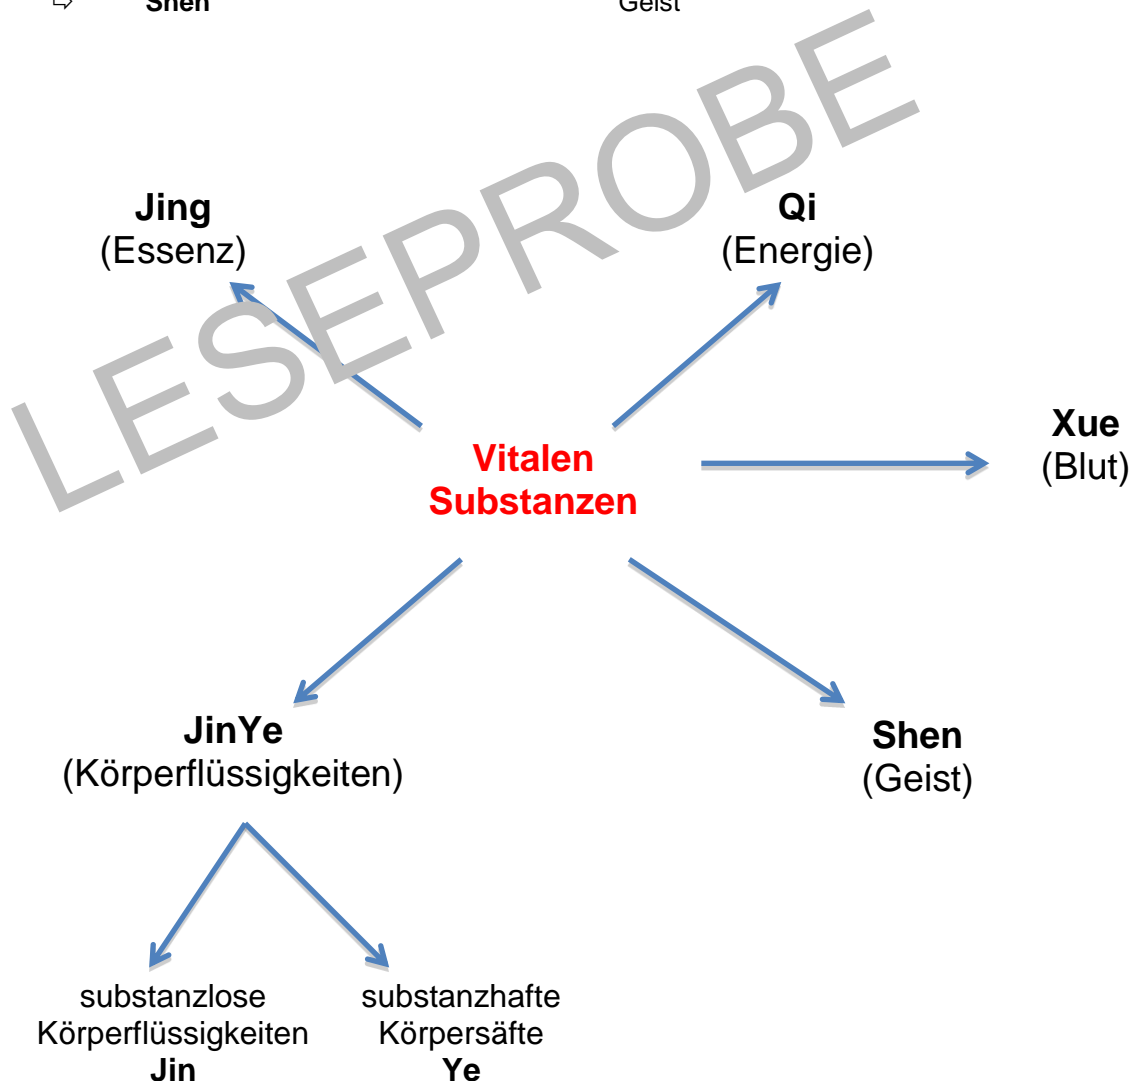 ⇨ Shen Geist
LESEPROBE
Jing
(Essenz)
Qi
(Energie)
Xue
(Blut)
Vitalen
Substanzen
JinYe
(Körperflüssigkeiten)
Shen
(Geist)
substanzlose
Körperflüssigkeiten
Jin
substanzhafte
Körpersäfte
Ye